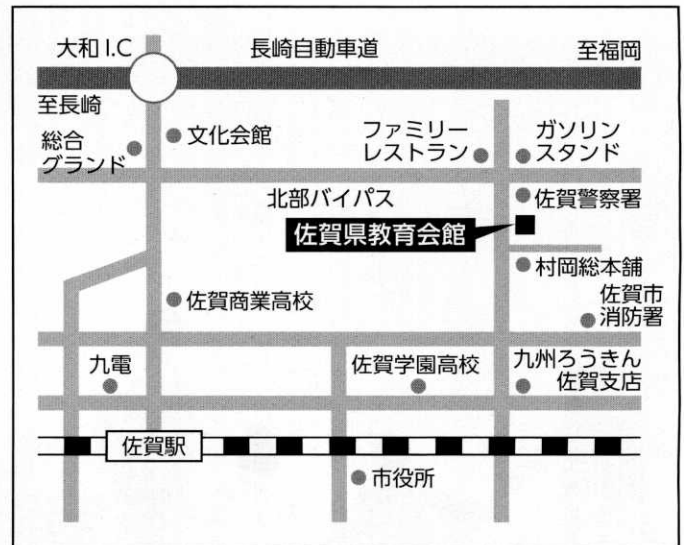 大和I.C
長崎自動車道
至福岡
至長崎
総合
グランド
文化会館
ファミリー
レストラン
ガソリン
スタンド
北部バイパス
佐賀警察署
佐賀県教育会館
村岡総本舗
佐賀商業高校
佐賀市
消防署
九電
佐賀学園高校
九州ろうきん
佐賀支店
佐賀駅
市役所